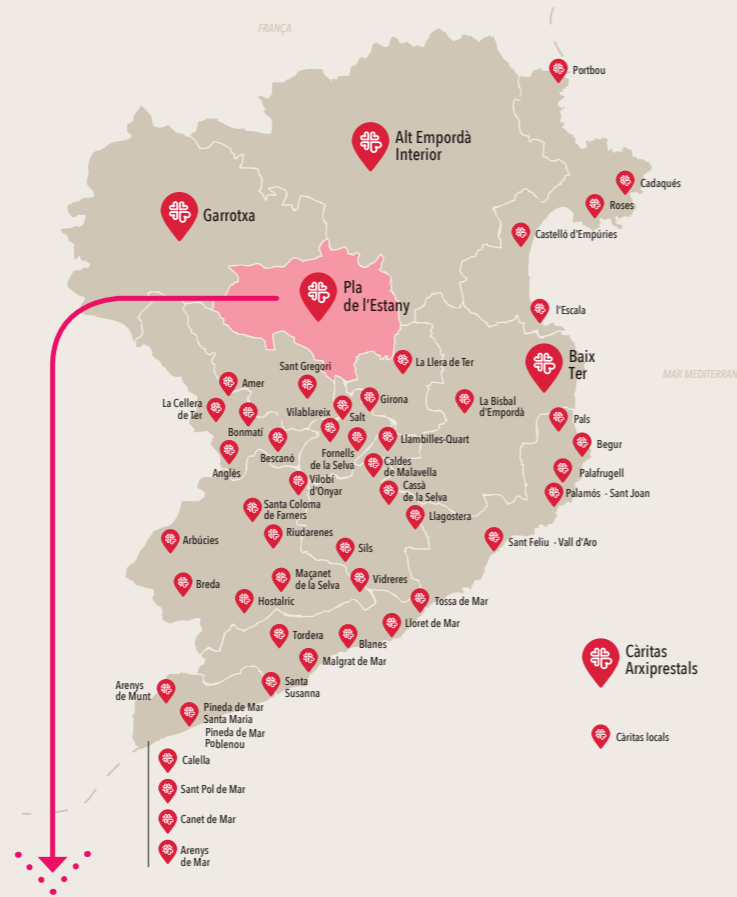 FRANÇA
Portbou
Alt Empordà
Interior
Cadaqués
Roses
Garrotxa
Castelló d'Empúries
Pla
de l'Estany
l'Escala
Baix
Ter
MAR MEDITERRAN
La Llera de Ter
Sant Gregori
Amer
Girona
La Bisbal
d'Empordà
La Cellera
de Ter
Vilablareix
Salt
Pals
Bonmatí
Llambilles-Quart
Begur
Bescanó
Fornells
de la Selva
Anglès
Caldes
de Malavella
Palafrugell
Vilobí
d'Onyar
Cassà
de la Selva
Palamós - Sant Joan
Santa Coloma
de Farners
Llagostera
Riudarenes
Arbúcies
Sils
Sant Feliu - Vall d'Aro
Breda
Maçanet
de la Selva
Vidreres
Hostalric
Tossa de Mar
Lloret de Mar
Tordera
Blanes
Malgrat de Mar
Càritas
Arxiprestals
Santa
Susanna
Arenys
de Munt
Pineda de Mar
Santa Maria
Pineda de Mar
Poblenou
Càritas locals
Calella
Sant Pol de Mar
Canet de Mar
Arenys
de Mar